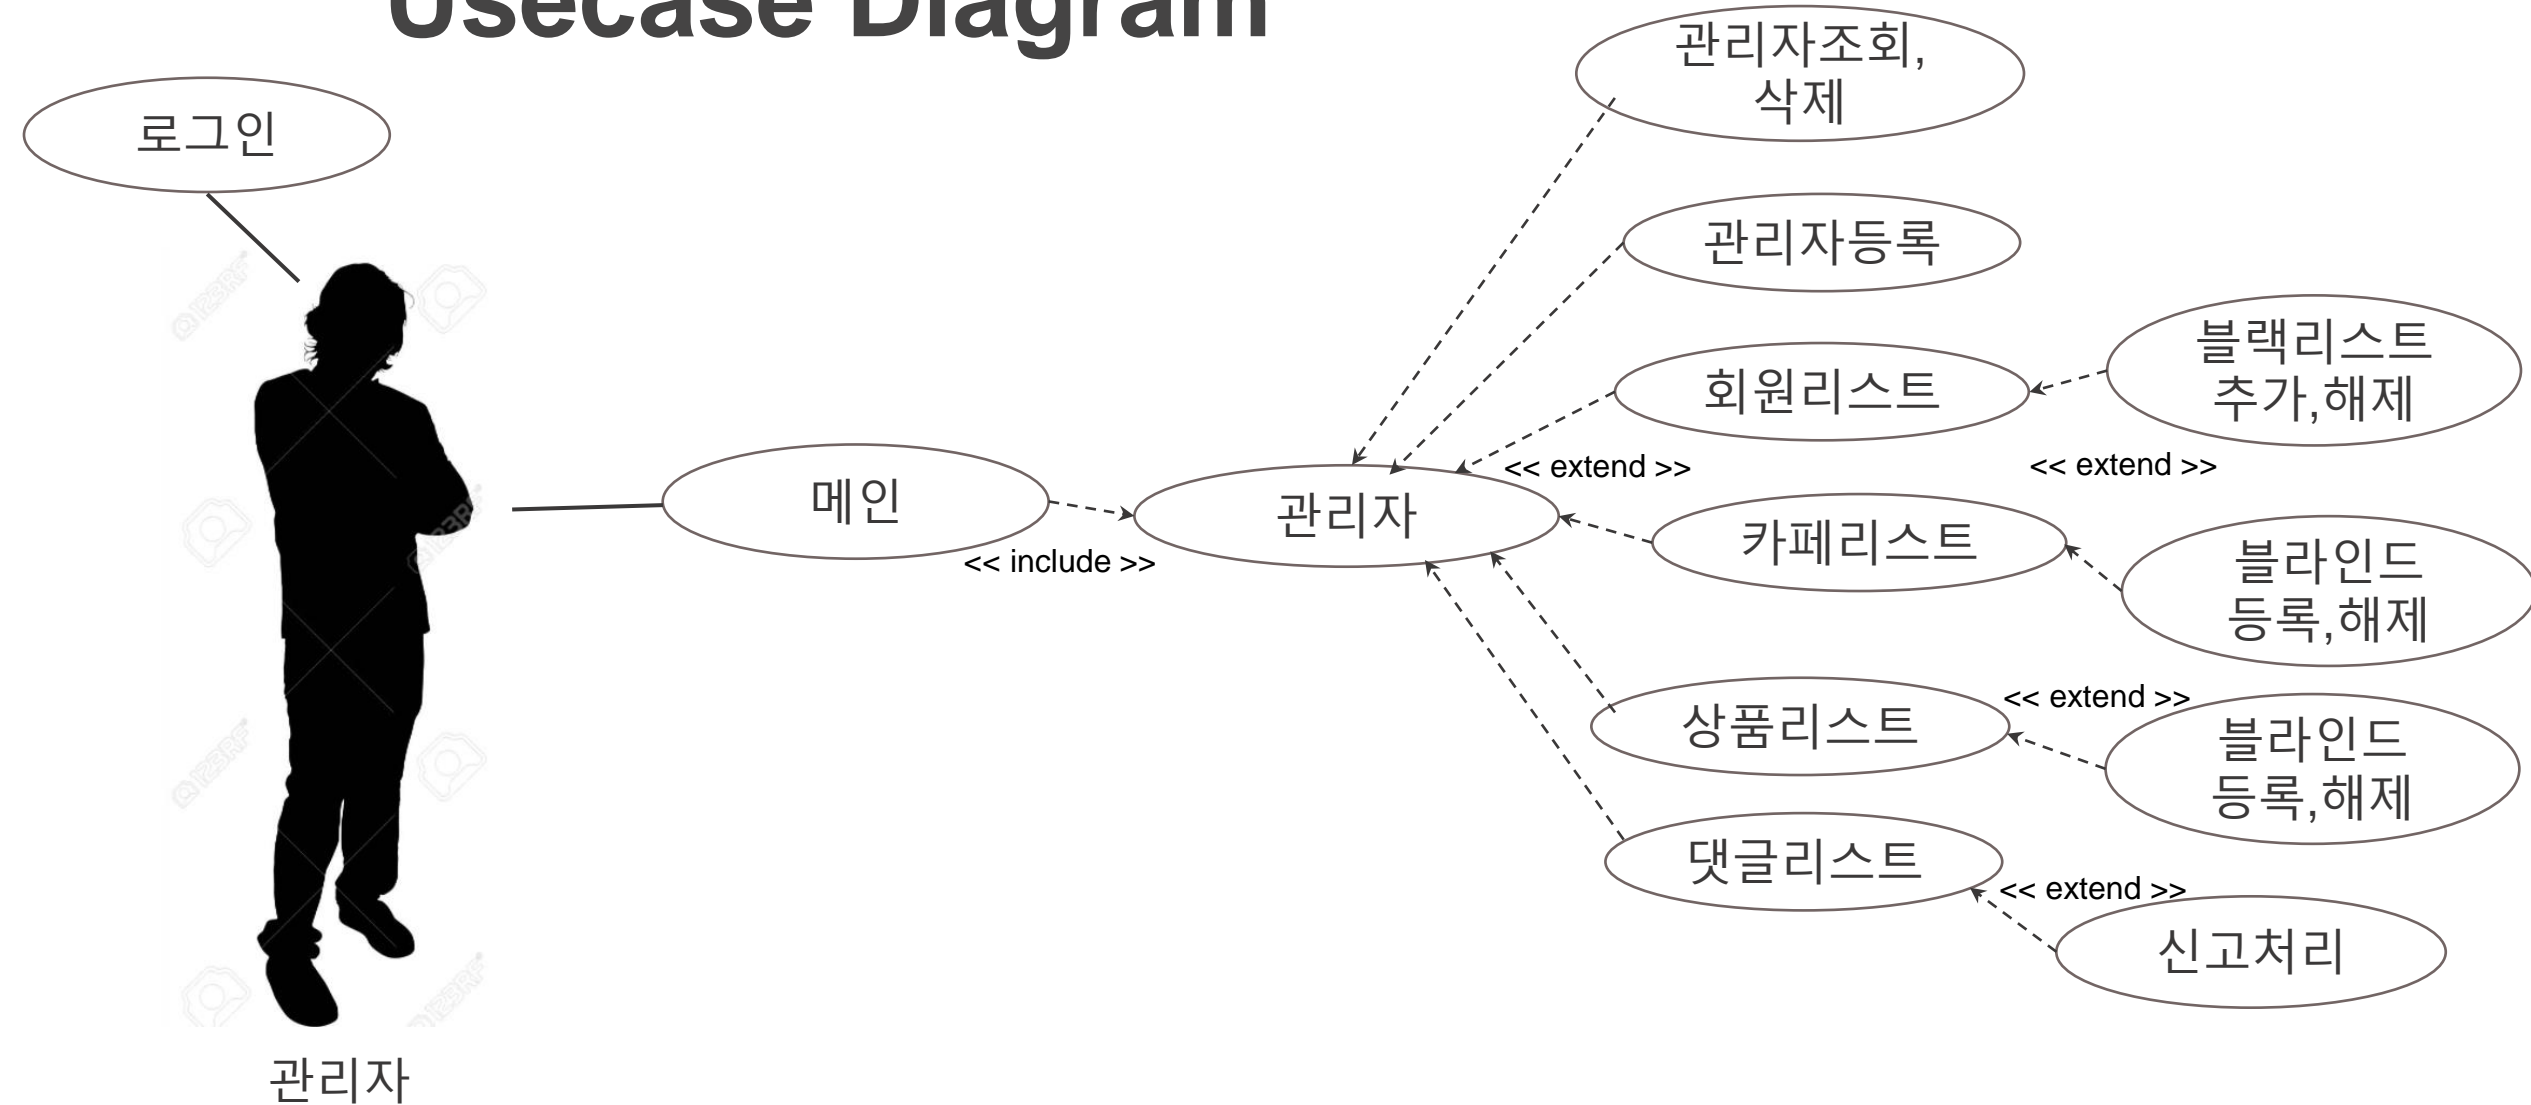 Usecase Diagram
관리자조회,
삭제
로그인
관리자등록
블랙리스트
추가,해제
회원리스트
<< extend >>
<< extend >>
메인
관리자
<< include >>
카페리스트
블라인드
등록,해제
<< extend >>
상품리스트
블라인드
등록,해제
댓글리스트
<< extend >>
신고처리
관리자
123RF
123RF
123RF
123RF